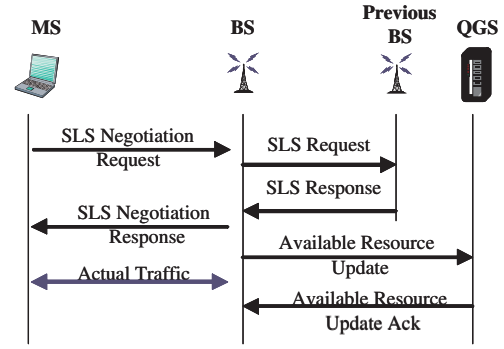 MS
BS
Previous
BS
QGS
SLS Negotiation
Request
SLS Request
SLS Response
SLS Negotiation
Response
Available Resource
Update
Actual Traffic
Available Resource
Update Ack